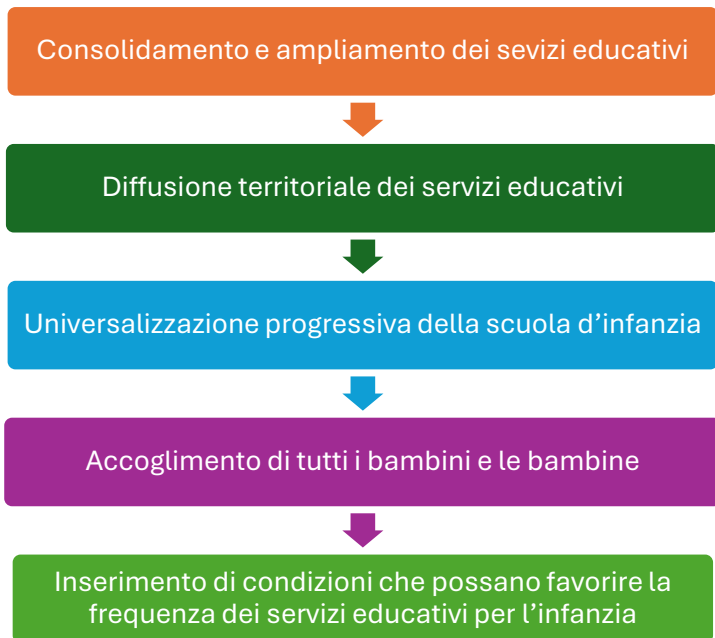 Consolidamento e ampliamento dei sevizi educativi
Diffusione territoriale dei servizi educativi
Universalizzazione progressiva della scuola d’infanzia
Accoglimento di tutti i bambini e le bambine
Inserimento di condizioni che possano favorire la
frequenza dei servizi educativi per l’infanzia